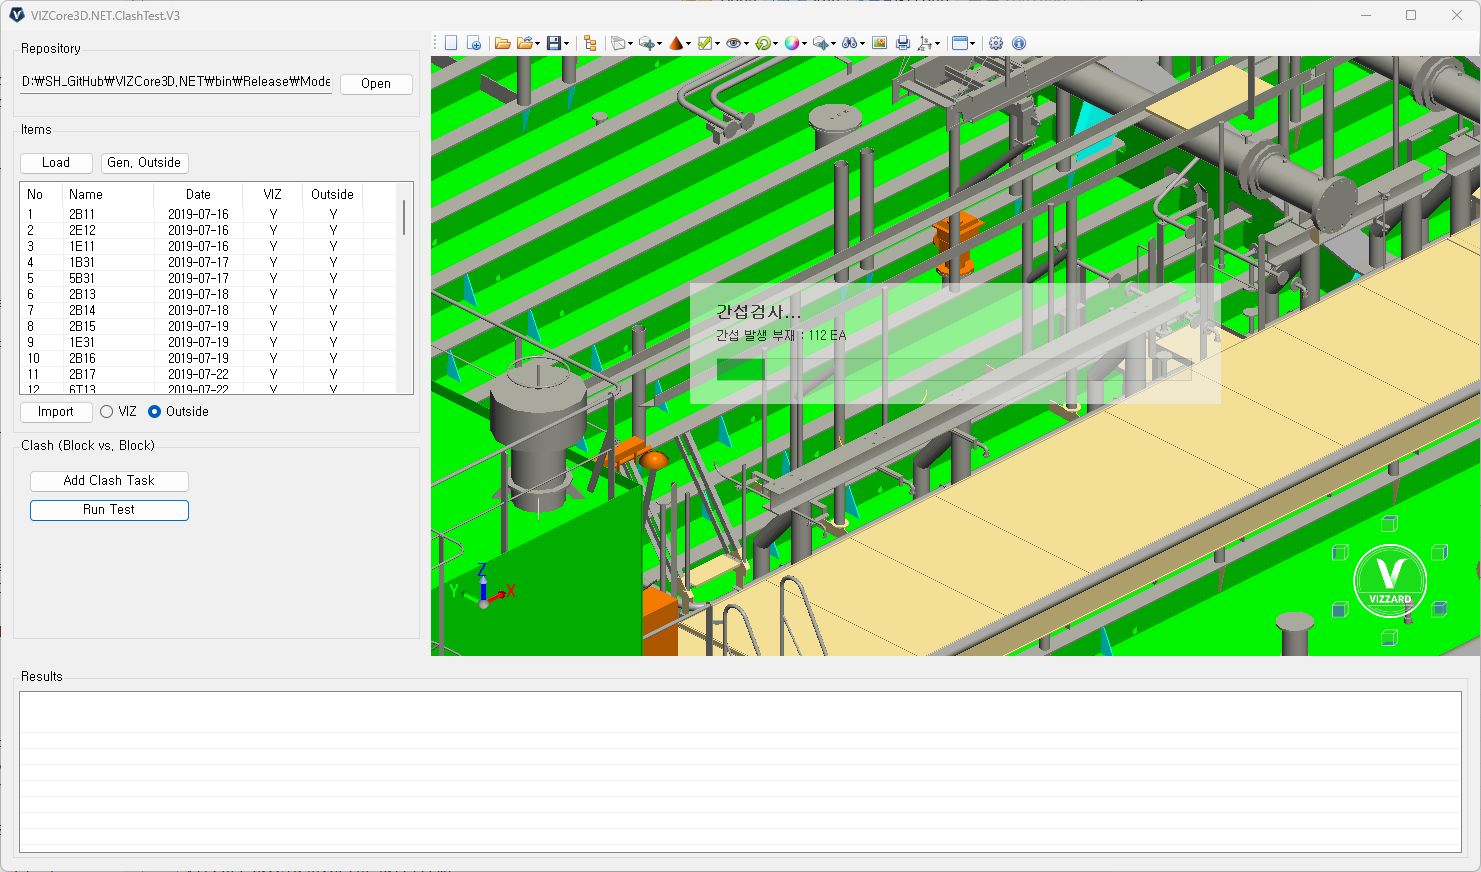 VIZCore3D.NET.ClashTest.V3
Repository
D:₩SH_GitHub₩VIZCore3D.NET₩bin₩Release₩Mode
Open
Items
Load
Gen. Outside
No Name Date VIZ Outside
1 2B11 2019-07-16 Y Y
2 2E12 2019-07-16 Y Y
3 1E11 2019-07-16 Y Y
4 1B31 2019-07-17 Y Y
5 5B31 2019-07-17 Y Y
6 2B13 2019-07-18 Y Y
7 2B14 2019-07-18 Y Y
8 2B15 2019-07-19 Y Y
9 1E31 2019-07-19 Y Y
10 2B16 2019-07-19 Y Y
11 2B17 2019-07-22 Y Y
12 6T13 2019-07-22 Y Y
Import
VIZ
Outside
Clash (Block vs. Block)
Add Clash Task
Run Test
간섭검사...
간섭 발생 부재 : 112 EA
Z
Y
X
VIZZARD
Results